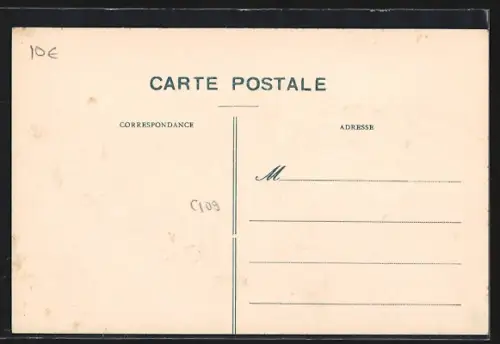 10€
CARTE POSTALE
CORRESPONDANCE
ADRESSE
M
C109